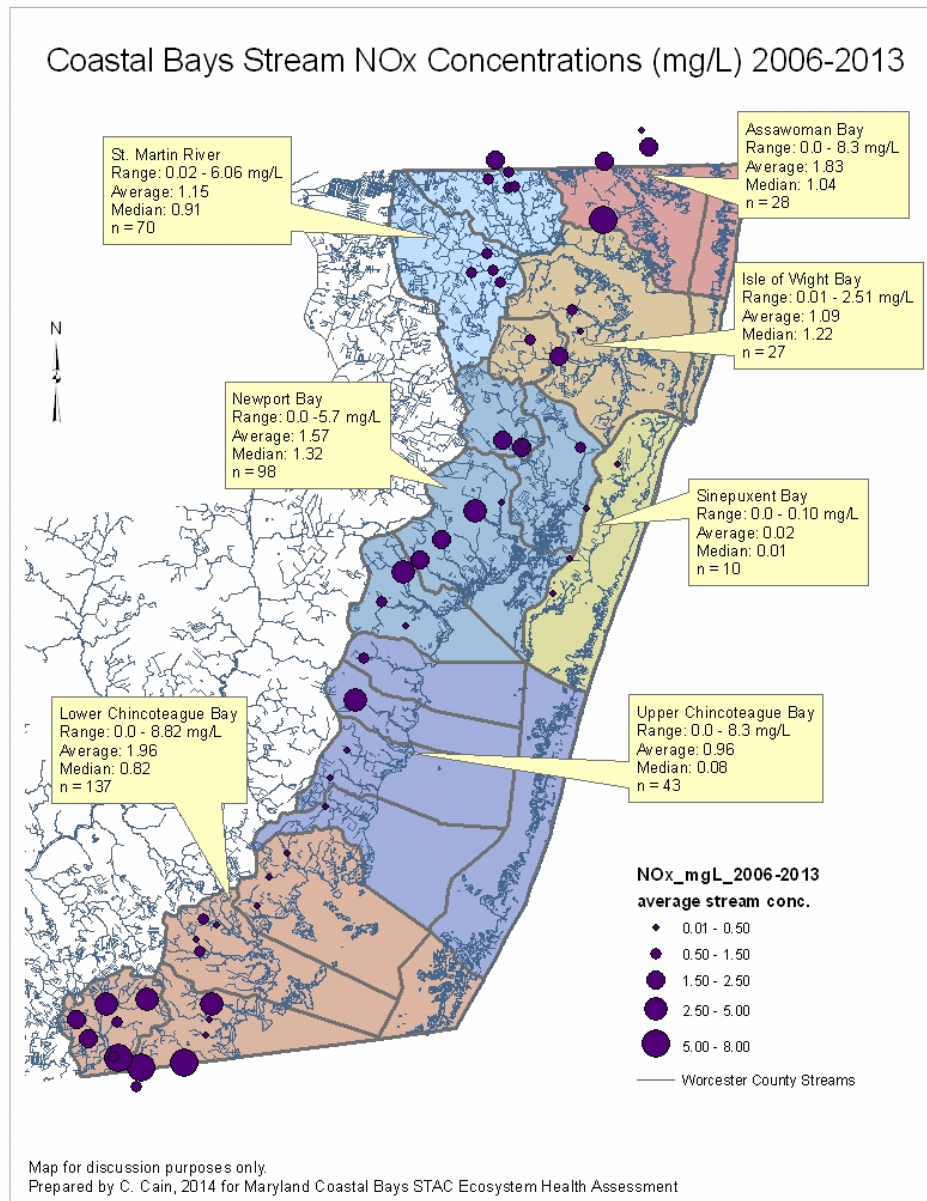 Coastal Bays Stream NOx Concentrations (mg/L) 2006-2013
St. Martin River
Range: 0.02 - 6.06 mg/L
Average: 1.15
Median: 0.91
n = 70
Assawoman Bay
Range: 0.0 - 8.3 mg/L
Average: 1.83
Median: 1.04
n = 28
Isle of Wight Bay
Range: 0.01 - 2.51 mg/L
Average: 1.09
Median: 1.22
n = 27
N
Newport Bay
Range: 0.0 -5.7 mg/L
Average: 1.57
Median: 1.32
n = 98
Sinepuxent Bay
Range: 0.0 - 0.10 mg/L
Average: 0.02
Median: 0.01
n = 10
Lower Chincoteague Bay
Range: 0.0 - 8.82 mg/L
Average: 1.96
Median: 0.82
n = 137
Upper Chincoteague Bay
Range: 0.0 - 8.3 mg/L
Average: 0.96
Median: 0.08
n = 43
NOx_mgL_2006-2013
average stream conc.
0.01 - 0.50
0.50 - 1.50
1.50 - 2.50
2.50 - 5.00
5.00 - 8.00
Worcester County Streams
Map for discussion purposes only.
Prepared by C. Cain, 2014 for Maryland Coastal Bays STAC Ecosystem Health Assessment